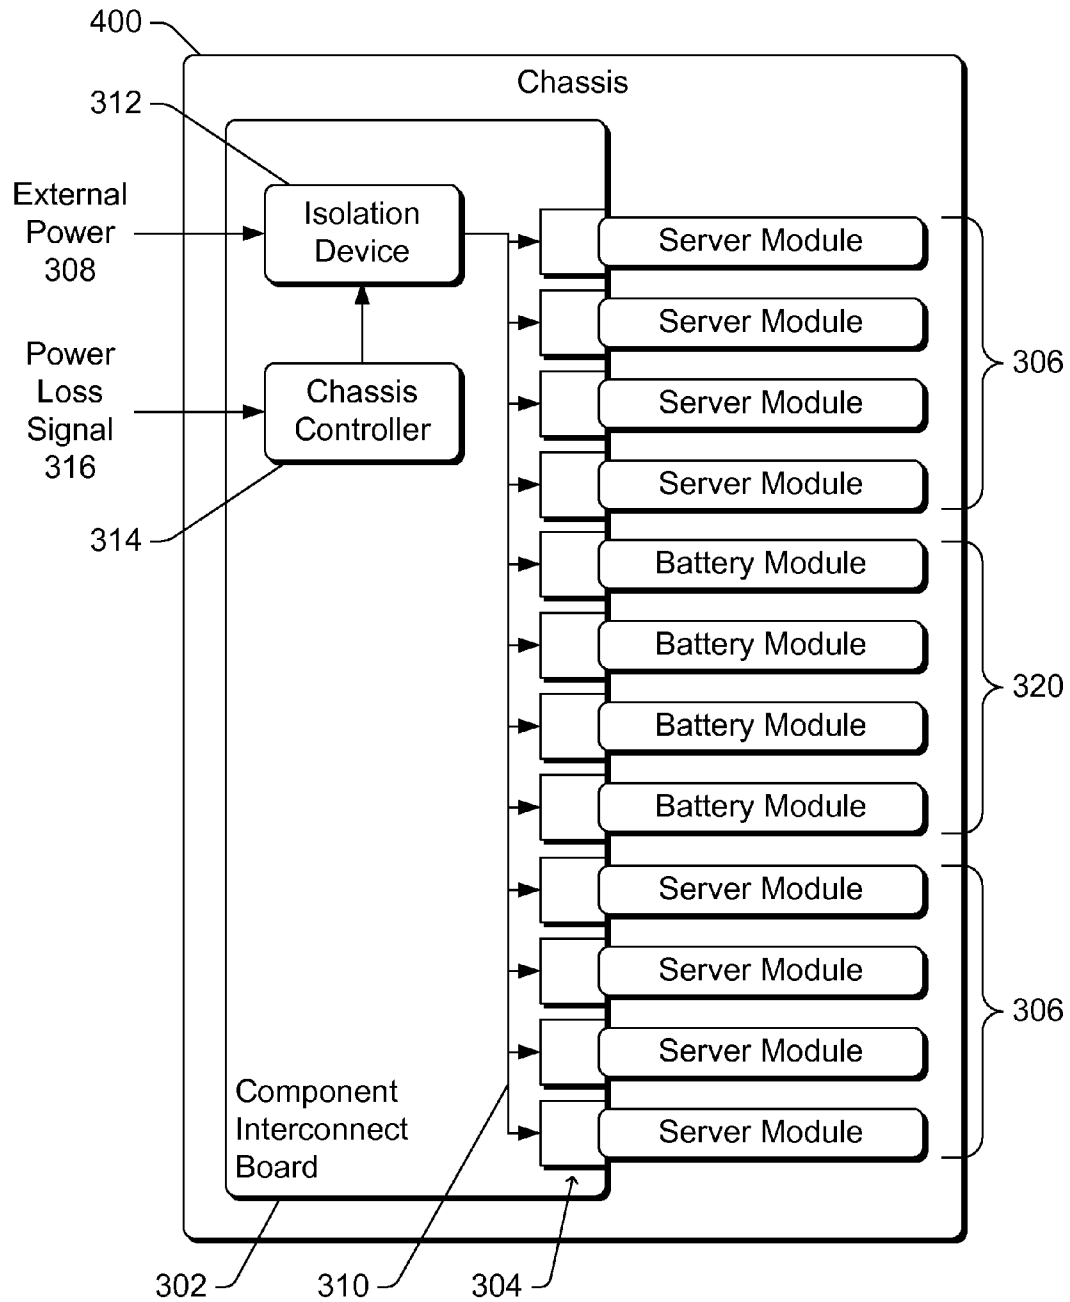 400
Chassis
312
External
Power
308
Isolation
Device
Power
Loss
Signal
316
Chassis
Controller
314
Server Module
Server Module
Server Module
Server Module
306
Battery Module
Battery Module
Battery Module
Battery Module
320
Server Module
Server Module
Server Module
Server Module
306
Component
Interconnect
Board
302
310
304